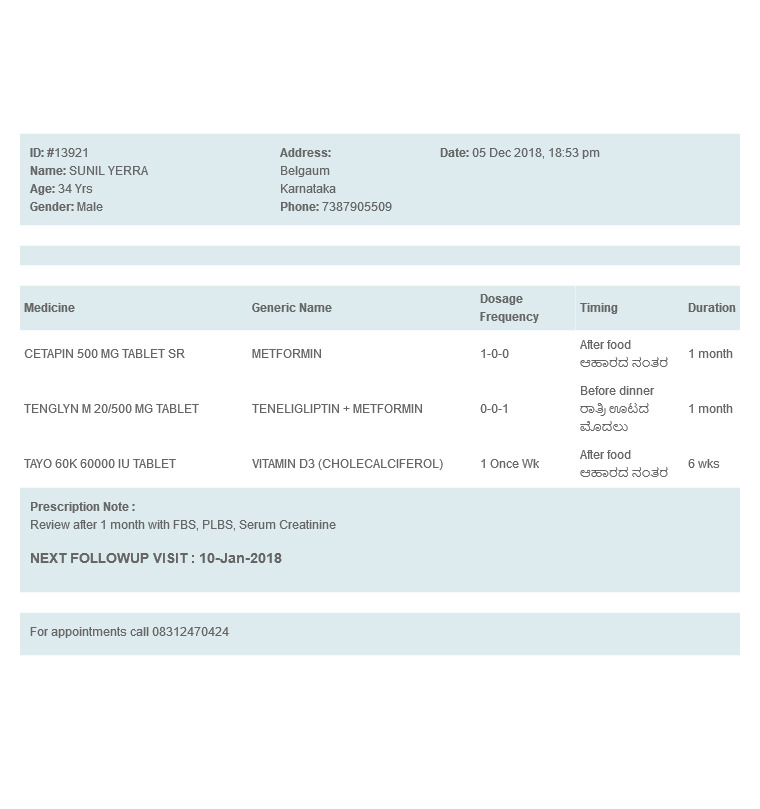 ID: #13921
Name: SUNIL YERRA
Age: 34 Yrs
Gender: Male
Address:
Belgaum
Karnataka
Phone: 7387905509
Date: 05 Dec 2018, 18:53 pm
Medicine Generic Name Dosage Frequency Timing Duration
CETAPIN 500 MG TABLET SR METFORMIN 1-0-0 After food 1 month
ಆಹಾರದ ನಂತರ
TENGLYN M 20/500 MG TABLET TENELIGLIPTIN + METFORMIN 0-0-1 Before dinner 1 month
ರಾತ್ರಿ ಊಟದ
ಮೊದಲು
TAYO 60K 60000 IU TABLET VITAMIN D3 (CHOLECALCIFEROL) 1 Once Wk After food 6 wks
ಆಹಾರದ ನಂತರ
Prescription Note :
Review after 1 month with FBS, PLBS, Serum Creatinine
NEXT FOLLOWUP VISIT : 10-Jan-2018
For appointments call 08312470424